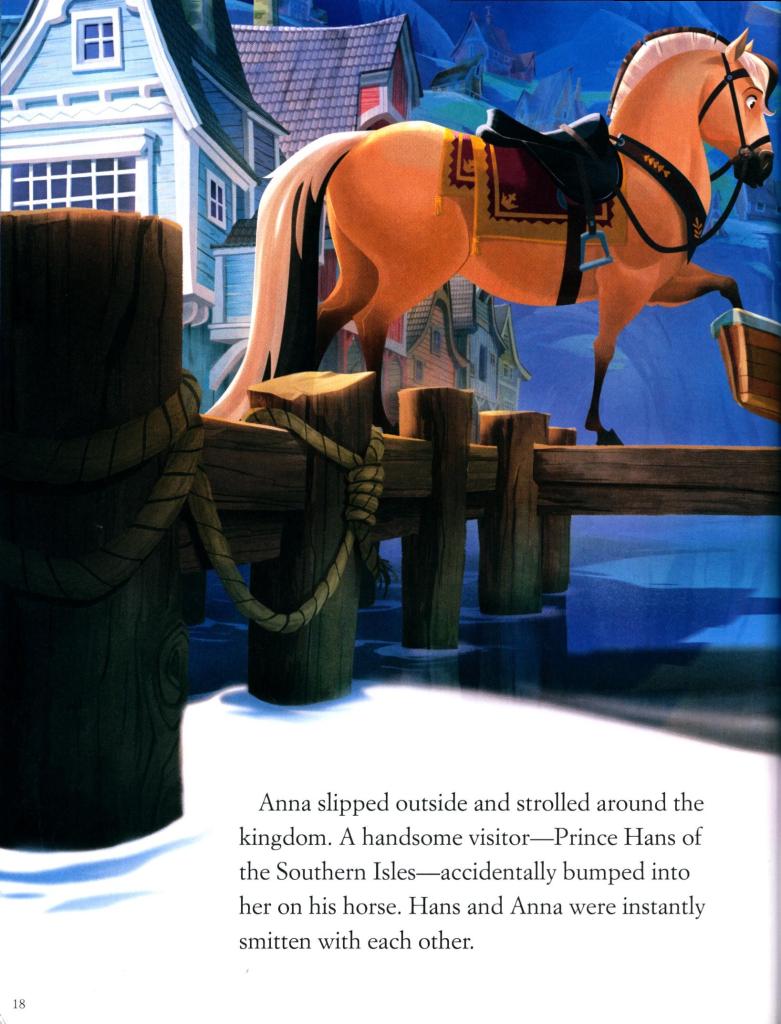 Anna slipped outside and strolled around the
kingdom. A handsome visitor—Prince Hans of
the Southern Isles—accidentally bumped into
her on his horse. Hans and Anna were instantly
smitten with each other.
18